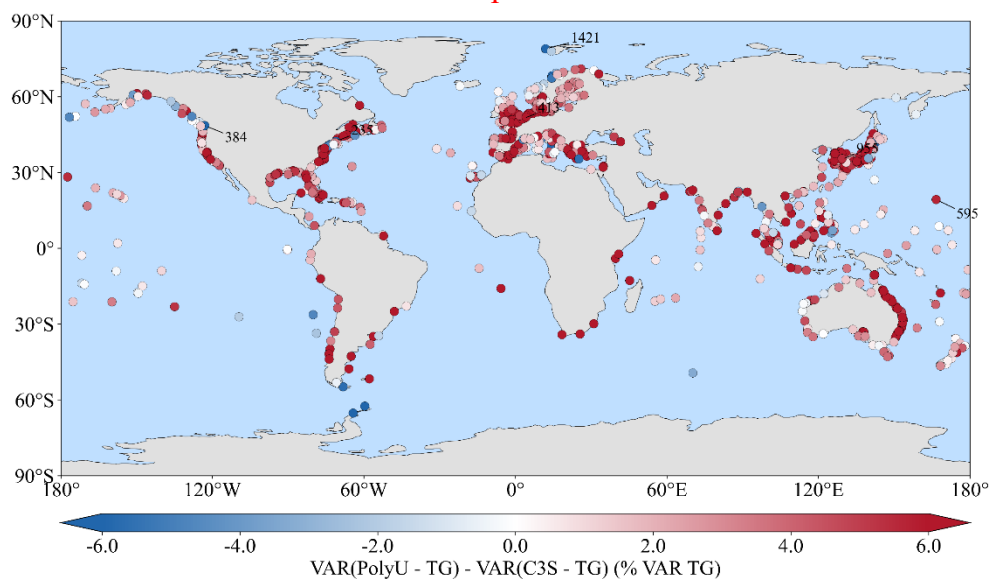 90°N
1421
60°N
413
384
235
955
30°N
595
0°
30°S
60°S
90°S
180° 120°W 60°W 0° 60°E 120°E 180°
-6.0 -4.0 -2.0 0.0 2.0 4.0 6.0
VAR(PolyU - TG) - VAR(C3S - TG) (% VAR TG)